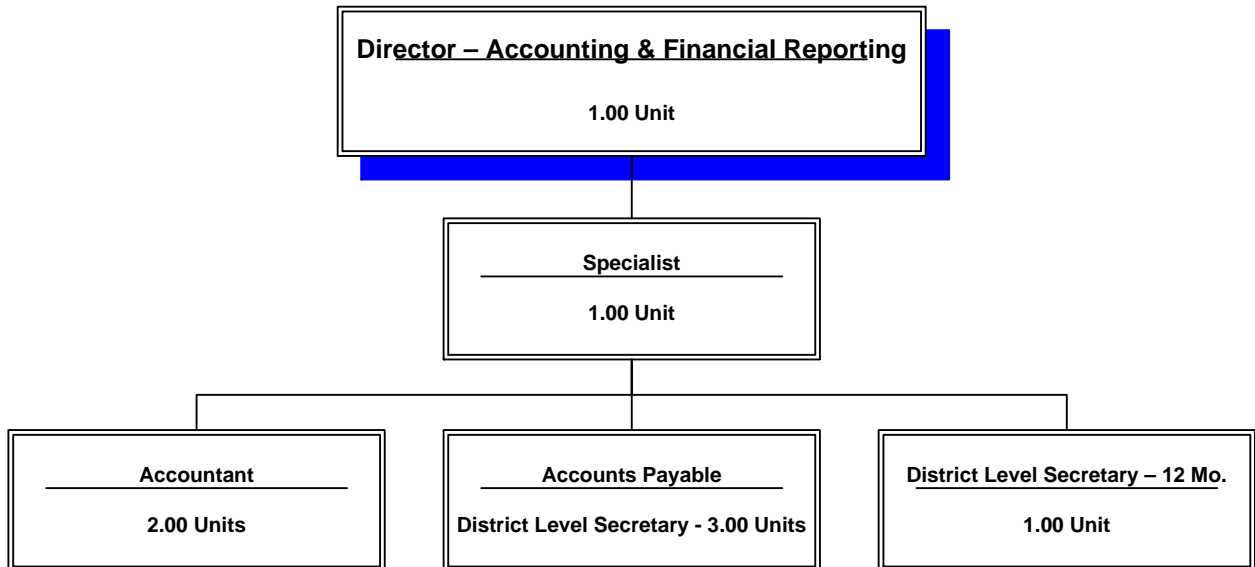 Director – Accounting & Financial Reporting
1.00 Unit
Specialist
1.00 Unit
Accountant
2.00 Units
Accounts Payable
District Level Secretary - 3.00 Units
District Level Secretary – 12 Mo.
1.00 Unit